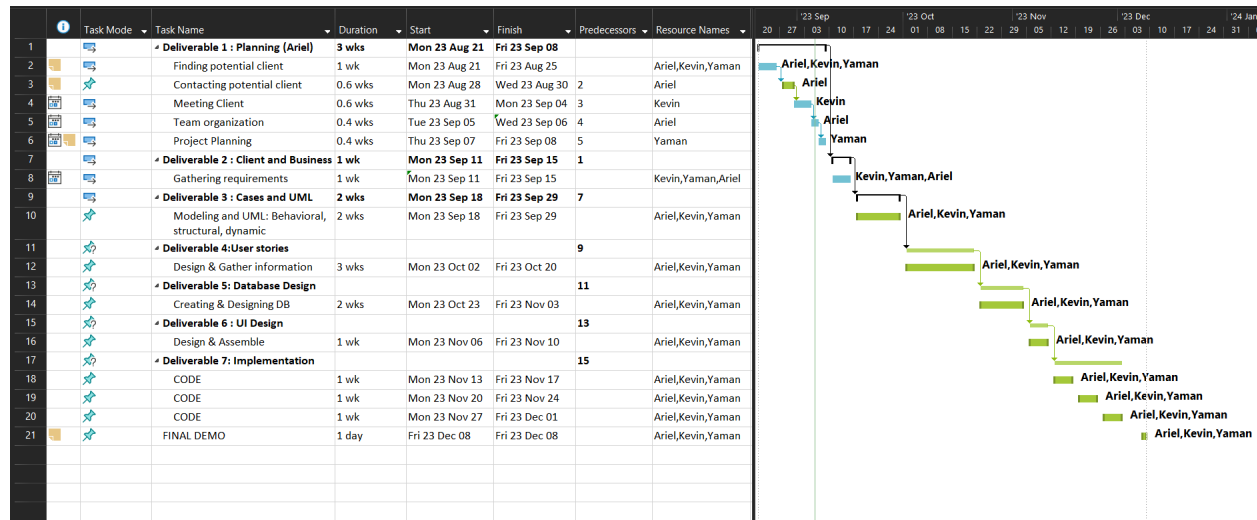 '23 Sep '23 Oct '23 Nov '23 Dec '24 Jan
Task Mode Task Name Duration Start Finish Predecessors Resource Names 20 27 03 10 17 24 01 08 15 22 29 05 12 19 26 03 10 17 24 31
1 Deliverable 1 : Planning (Ariel) 3 wks Mon 23 Aug 21 Fri 23 Sep 08
2 Finding potential client 1 wk Mon 23 Aug 21 Fri 23 Aug 25 Ariel,Kevin,Yaman Ariel,Kevin,Yaman
3 Contacting potential client 0.6 wks Mon 23 Aug 28 Wed 23 Aug 30 2 Ariel Ariel
4 Meeting Client 0.6 wks Thu 23 Aug 31 Mon 23 Sep 04 3 Kevin Kevin
5 Team organization 0.4 wks Tue 23 Sep 05 Wed 23 Sep 06 4 Ariel Ariel
6 Project Planning 0.4 wks Thu 23 Sep 07 Fri 23 Sep 08 5 Yaman Yaman
7 Deliverable 2 : Client and Business 1 wk Mon 23 Sep 11 Fri 23 Sep 15 1
8 Gathering requirements 1 wk Mon 23 Sep 11 Fri 23 Sep 15 Kevin,Yaman,Ariel Kevin,Yaman,Ariel
9 Deliverable 3 : Cases and UML 2 wks Mon 23 Sep 18 Fri 23 Sep 29 7
10 Modeling and UML: Behavioral, 2 wks Mon 23 Sep 18 Fri 23 Sep 29 Ariel,Kevin,Yaman Ariel,Kevin,Yaman
structural, dynamic
11 Deliverable 4:User stories 9
12 Design & Gather information 3 wks Mon 23 Oct 02 Fri 23 Oct 20 Ariel,Kevin,Yaman Ariel,Kevin,Yaman
13 Deliverable 5: Database Design 11
14 Creating & Designing DB 2 wks Mon 23 Oct 23 Fri 23 Nov 03 Ariel,Kevin,Yaman Ariel,Kevin,Yaman
15 Deliverable 6 : UI Design 13
16 Design & Assemble 1 wk Mon 23 Nov 06 Fri 23 Nov 10 Ariel,Kevin,Yaman Ariel,Kevin,Yaman
17 Deliverable 7: Implementation 15
18 CODE 1 wk Mon 23 Nov 13 Fri 23 Nov 17 Ariel,Kevin,Yaman Ariel,Kevin,Yaman
19 CODE 1 wk Mon 23 Nov 20 Fri 23 Nov 24 Ariel,Kevin,Yaman Ariel,Kevin,Yaman
20 CODE 1 wk Mon 23 Nov 27 Fri 23 Dec 01 Ariel,Kevin,Yaman Ariel,Kevin,Yaman
21 FINAL DEMO 1 day Fri 23 Dec 08 Fri 23 Dec 08 Ariel,Kevin,Yaman Ariel,Kevin,Yaman